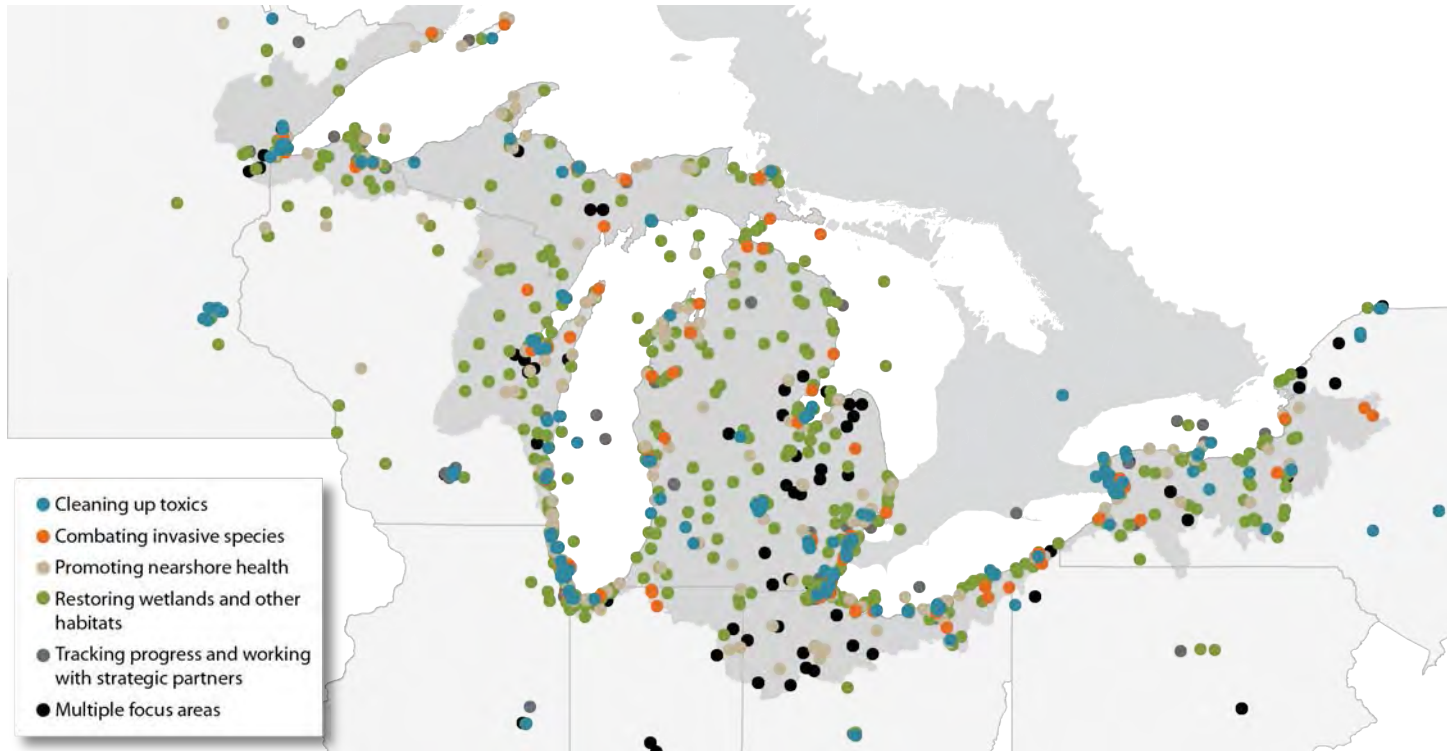 Cleaning up toxics
Combating invasive species
Promoting nearshore health
Restoring wetlands and other
habitats
Tracking progress and working
with strategic partners
Multiple focus areas